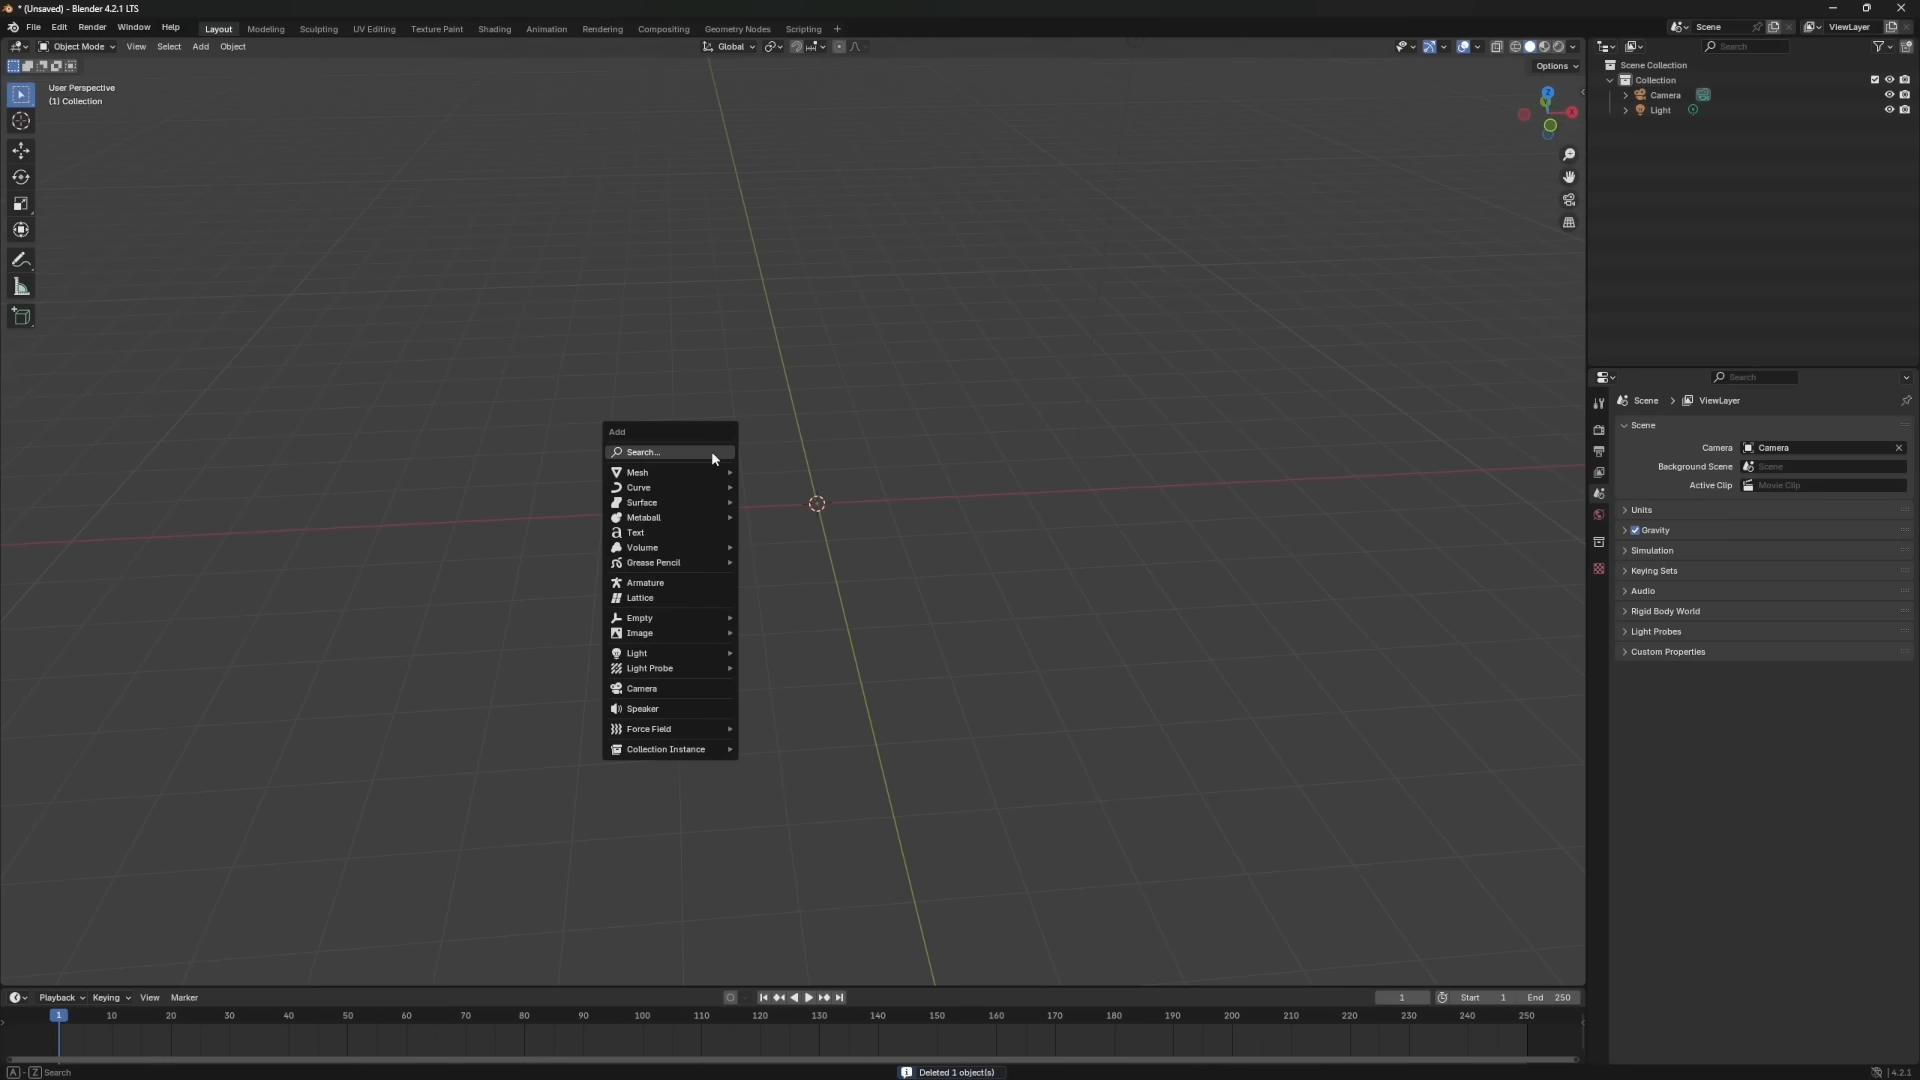 * (Unsaved) - Blender 4.2.1 LTS
File Edit Render Window Help Layout Modeling Sculpting UV Editing Texture Paint Shading Animation Rendering Compositing Geometry Nodes Scripting + Scene ViewLayer
Object Mode View Select Add Object Global Search
Options
User Perspective
(1) Collection
Z
Y
X
Scene Collection
Collection
Camera
Light
Search
Scene > ViewLayer
Scene
Camera Camera
Background Scene Scene
Active Clip Movie Clip
Units
Gravity
Simulation
Keying Sets
Audio
Rigid Body World
Light Probes
Custom Properties
Add
Search...
Mesh
Curve
Surface
Metaball
Text
Volume
Grease Pencil
Armature
Lattice
Empty
Image
Light
Light Probe
Camera
Speaker
Force Field
Collection Instance
Playback Keying View Marker 1 Start 1 End 250
1 10 20 30 40 50 60 70 80 90 100 110 120 130 140 150 160 170 180 190 200 210 220 230 240 250
A - Z Search Deleted 1 object(s) 4.2.1